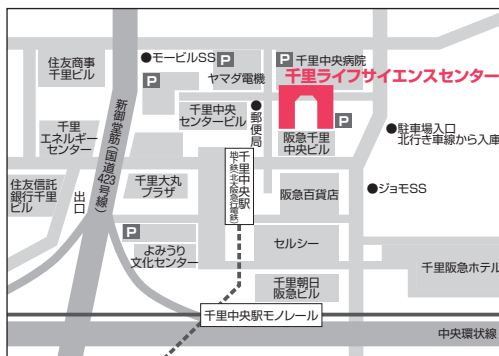 住友商事
千里ビル
●モービルSS
P
P
ヤマダ電機
P
千里中央病院
千里ライフサイエンスセンター
千里中央
センタービル
●郵便局
P
阪急千里
中央ビル
●駐車場入口
北行き車線から入庫
千里
エネルギー
センター
新御堂筋(国道423号線)
住友信託
銀行千里
ビル
出口
千里大丸
プラザ
千里中央駅
地下鉄(北大阪急行電鉄)
阪急百貨店
●ジョモSS
P
よみうり
文化センター
セルシー
千里朝日
阪急ビル
千里阪急ホテル
千里中央駅モノレール
中央環状線